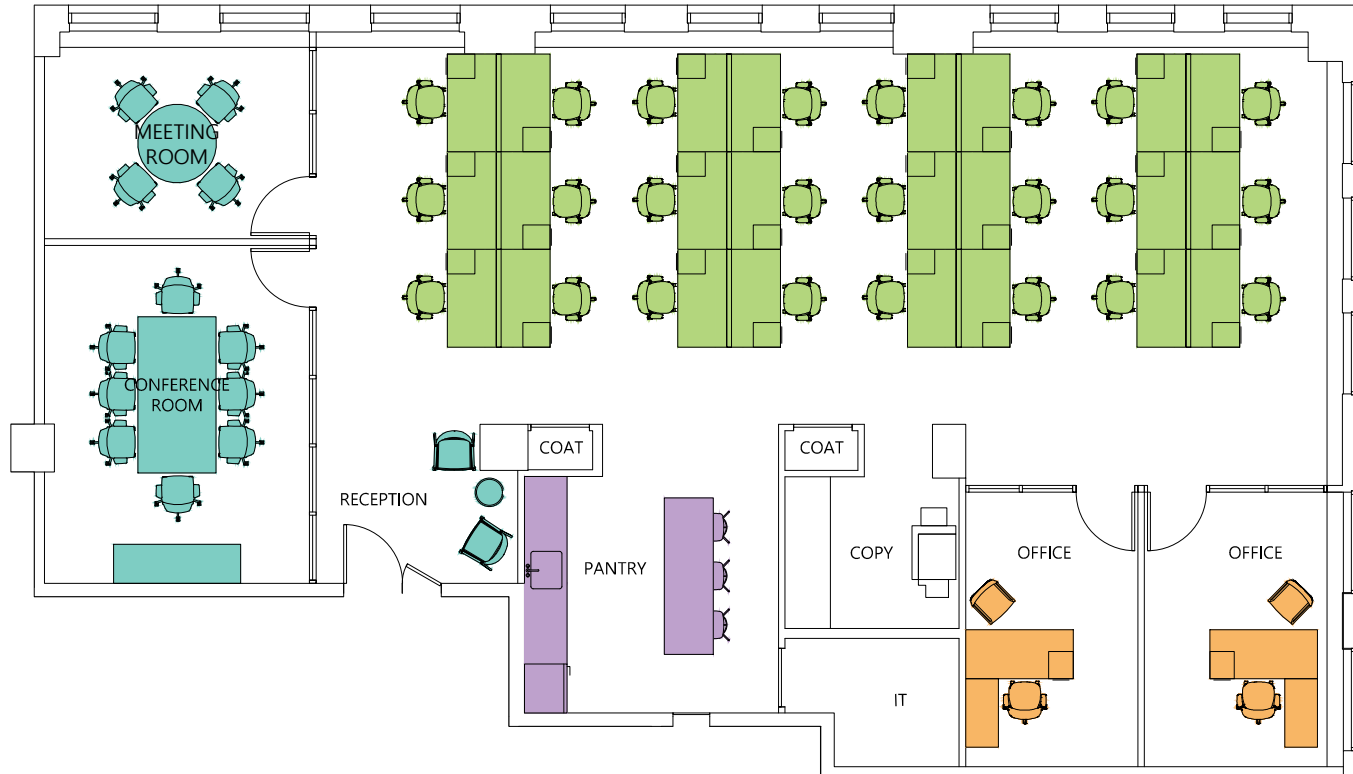 MEETING
ROOM
CONFERENCE
ROOM
RECEPTION
COAT
PANTRY
COAT
COPY
IT
OFFICE
OFFICE